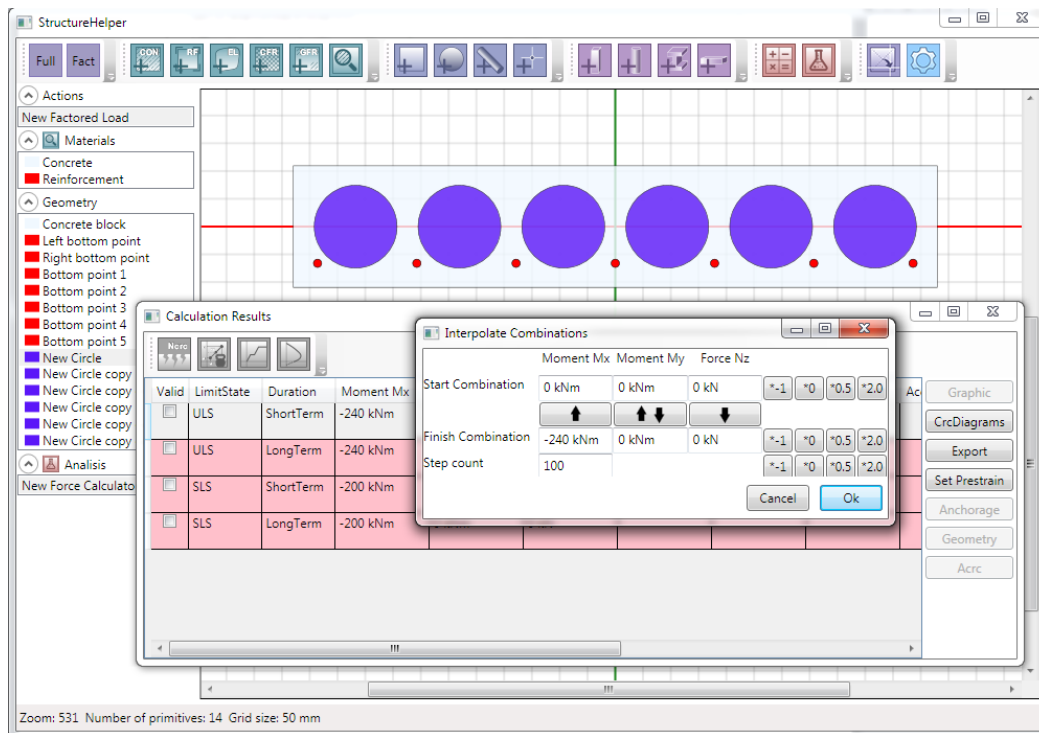 StructureHelper
Full Fact CON RF EL CFR GFR
Actions
New Factored Load
Materials
Concrete
Reinforcement
Geometry
Concrete block
Left bottom point
Right bottom point
Bottom point 1
Bottom point 2
Bottom point 3
Bottom point 4
Bottom point 5
New Circle
New Circle copy
New Circle copy
New Circle copy
New Circle copy
New Circle copy
Analisis
New Force Calculato
Calculation Results
Ncrc
Valid LimitState Duration Moment Mx Ac
ULS ShortTerm -240 kNm
ULS LongTerm -240 kNm
SLS ShortTerm -200 kNm
SLS LongTerm -200 kNm
Graphic
CrcDiagrams
Export
Set Prestrain
Anchorage
Geometry
Acrc
Interpolate Combinations
Moment Mx Moment My Force Nz
Start Combination 0 kNm 0 kNm 0 kN *-1 *0 *0.5 *2.0
Finish Combination -240 kNm 0 kNm 0 kN *-1 *0 *0.5 *2.0
Step count 100 *-1 *0 *0.5 *2.0
Cancel Ok
Zoom: 531 Number of primitives: 14 Grid size: 50 mm